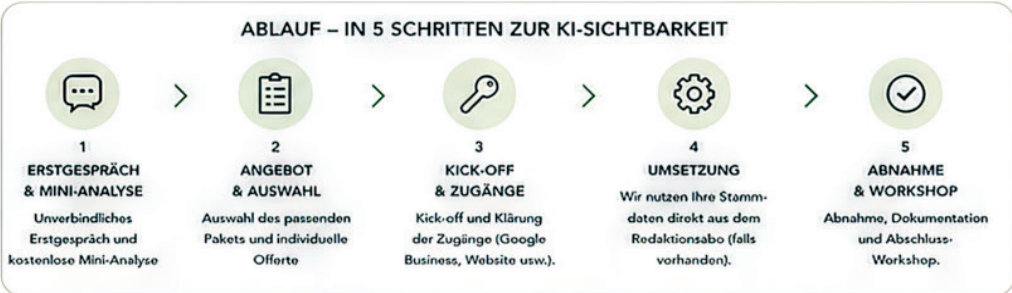 ABLAUF – IN 5 SCHRITTEN ZUR KI-SICHTBARKEIT
1
ERSTGESPRÄCH
& MINI-ANALYSE
Unverbindliches
Erstgespräch und
kostenlose Mini-Analyse
2
ANGEBOT
& AUSWAHL
Auswahl des passenden
Pakets und individuelle
Offerte
3
KICK-OFF
& ZUGÄNGE
Kick-off und Klärung
der Zugänge (Google
Business, Website usw.).
4
UMSETZUNG
Wir nutzen Ihre Stamm-
daten direkt aus dem
Redaktionsabo (falls
vorhanden).
5
ABNAHME
& WORKSHOP
Abnahme, Dokumentation
und Abschluss-
Workshop.